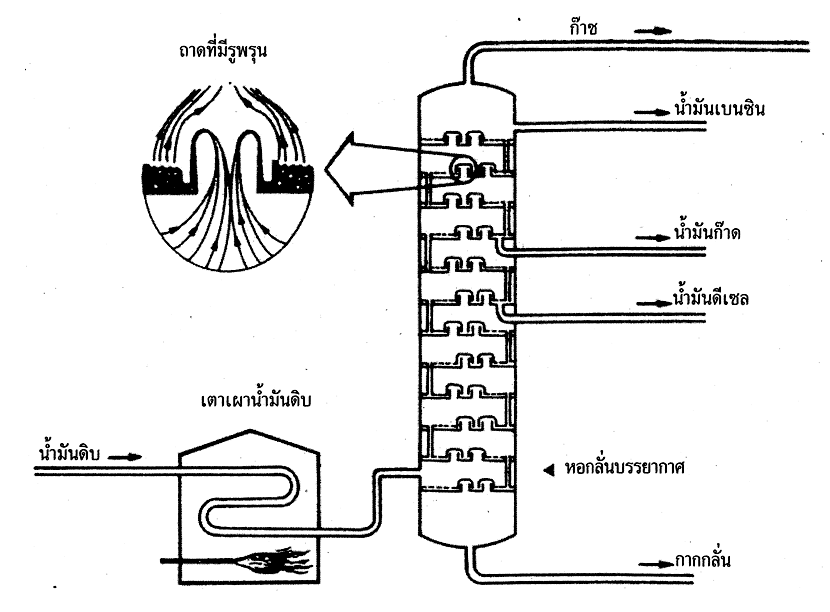 ก๊าซ
ถาดที่มีรูพรุน
น้ำมันเบนซิน
น้ำมันก๊าด
น้ำมันดีเซล
เตาเผาน้ำมันดิบ
น้ำมันดิบ
หอกลั่นบรรยากาศ
กากกลั่น